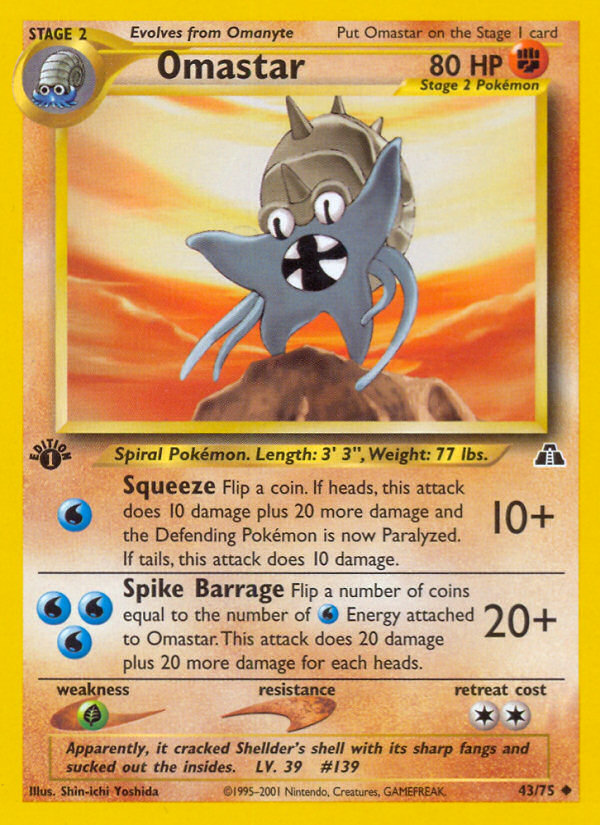 STAGE 2 Evolves from Omanyte Put Omastar on the Stage 1 card
Omastar 80 HP
Stage 2 Pokémon
EDITION
1
Spiral Pokémon. Length: 3' 3", Weight: 77 lbs.
Squeeze Flip a coin. If heads, this attack
does 10 damage plus 20 more damage and
the Defending Pokémon is now Paralyzed.
If tails, this attack does 10 damage.
10+
Spike Barrage Flip a number of coins
equal to the number of Energy attached
to Omastar. This attack does 20 damage
plus 20 more damage for each heads.
20+
weakness resistance retreat cost
Apparently, it cracked Shellder's shell with its sharp fangs and
sucked out the insides. LV. 39 #139
Illus. Shin-ichi Yoshida ©1995-2001 Nintendo, Creatures, GAMEFREAK. 43/75